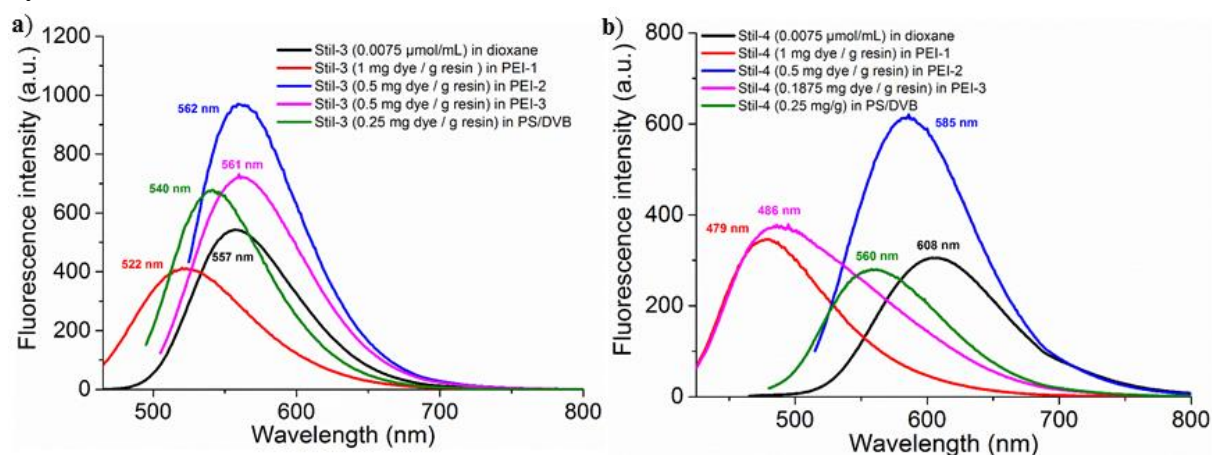 a)
1200
1000
800
600
400
200
0
Fluorescence intensity (a.u.)
Stil-3 (0.0075 µmol/mL) in dioxane
Stil-3 (1 mg dye / g resin ) in PEI-1
Stil-3 (0.5 mg dye / g resin) in PEI-2
Stil-3 (0.5 mg dye / g resin) in PEI-3
Stil-3 (0.25 mg dye / g resin) in PS/DVB
562 nm
561 nm
540 nm
522 nm
557 nm
500
600
700
800
Wavelength (nm)
b)
800
600
400
200
0
Fluorescence intensity (a.u.)
Stil-4 (0.0075 µmol/mL) in dioxane
Stil-4 (1 mg dye / g resin) in PEI-1
Stil-4 (0.5 mg dye / g resin) in PEI-2
Stil-4 (0.1875 mg dye / g resin) in PEI-3
Stil-4 (0.25 mg/g) in PS/DVB
585 nm
486 nm
479 nm
608 nm
560 nm
500
600
700
800
Wavelength (nm)